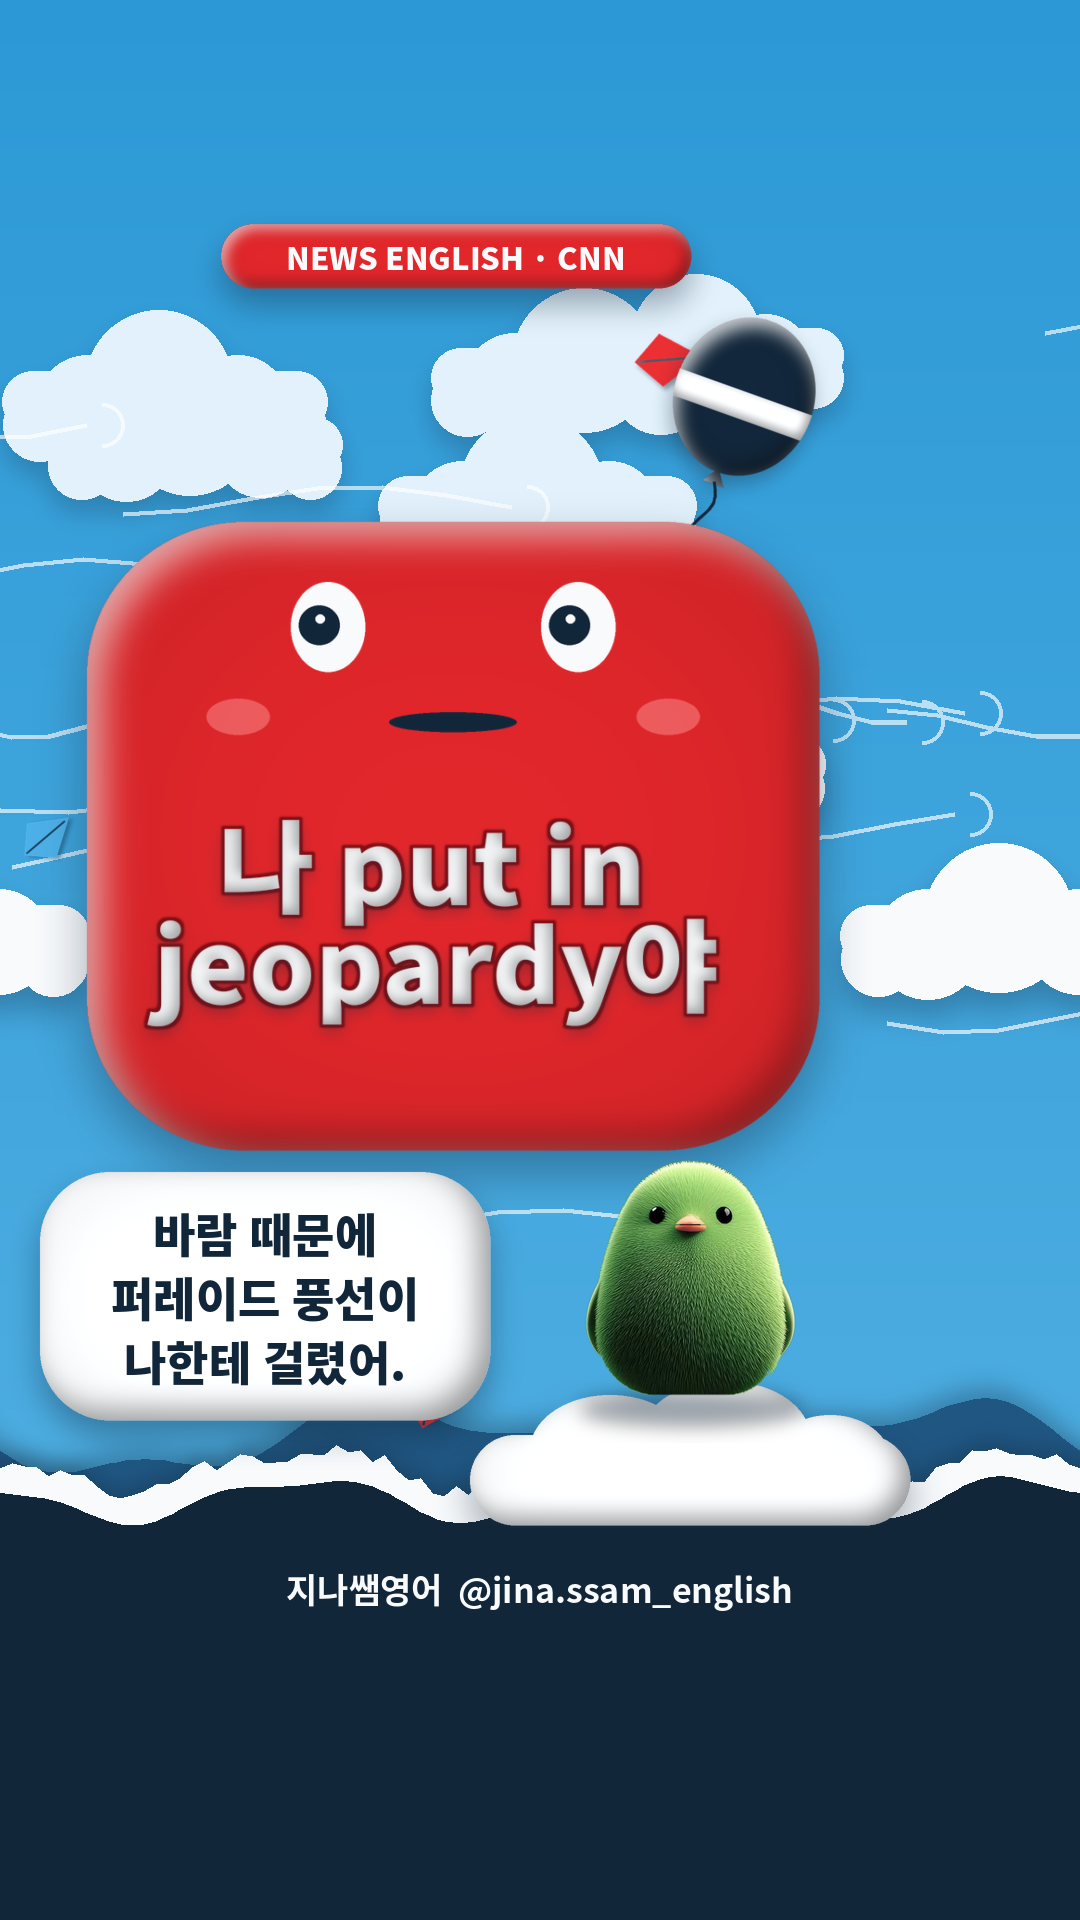 NEWS ENGLISH · CNN
나 put in
jeopardy야
바람 때문에
퍼레이드 풍선이
나한테 걸렸어.
지나쌤영어 @jina.ssam_english